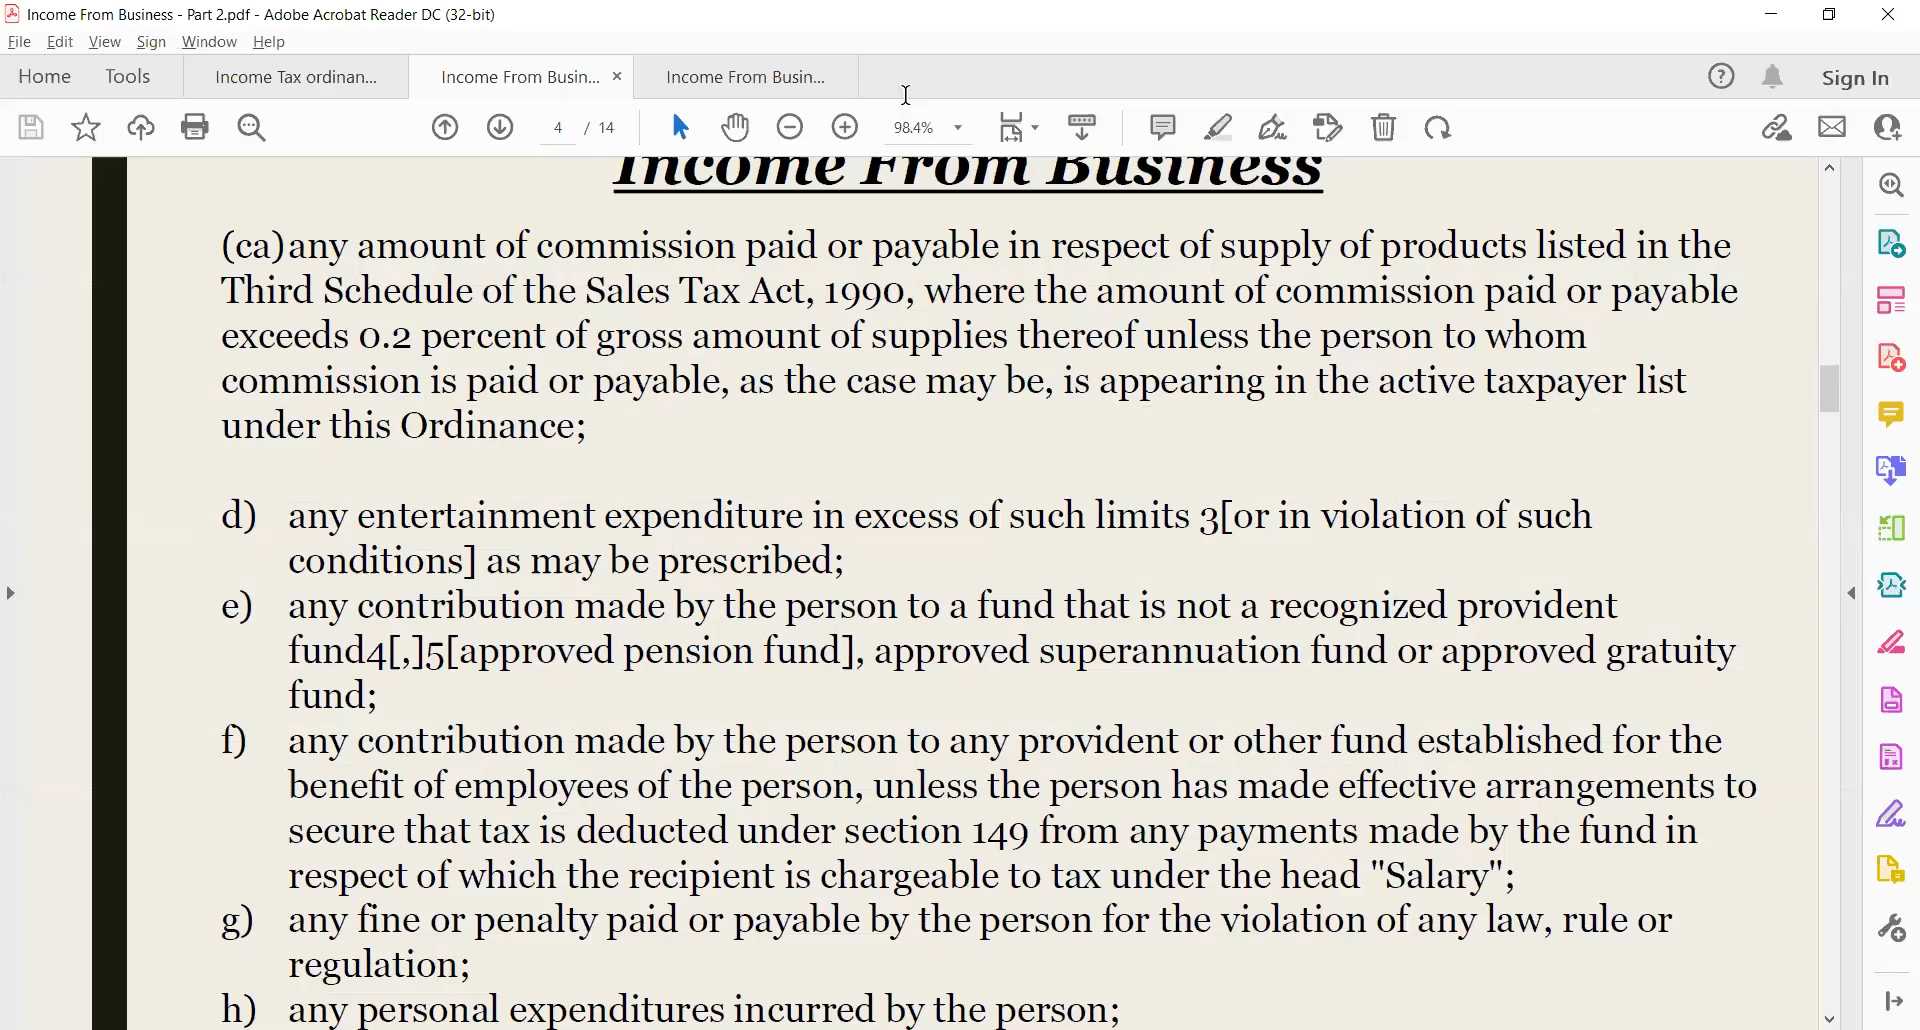 Income From Business - Part 2.pdf - Adobe Acrobat Reader DC (32-bit)
File Edit View Sign Window Help
Home Tools Income Tax ordinan... Income From Busin... × Income From Busin... Sign In
4 / 14 98.4%
Income From Business
(ca) any amount of commission paid or payable in respect of supply of products listed in the
Third Schedule of the Sales Tax Act, 1990, where the amount of commission paid or payable
exceeds 0.2 percent of gross amount of supplies thereof unless the person to whom
commission is paid or payable, as the case may be, is appearing in the active taxpayer list
under this Ordinance;
d) any entertainment expenditure in excess of such limits 3[or in violation of such
conditions] as may be prescribed;
e) any contribution made by the person to a fund that is not a recognized provident
fund4[,]5[approved pension fund], approved superannuation fund or approved gratuity
fund;
f) any contribution made by the person to any provident or other fund established for the
benefit of employees of the person, unless the person has made effective arrangements to
secure that tax is deducted under section 149 from any payments made by the fund in
respect of which the recipient is chargeable to tax under the head "Salary";
g) any fine or penalty paid or payable by the person for the violation of any law, rule or
regulation;
h) any personal expenditures incurred by the person;